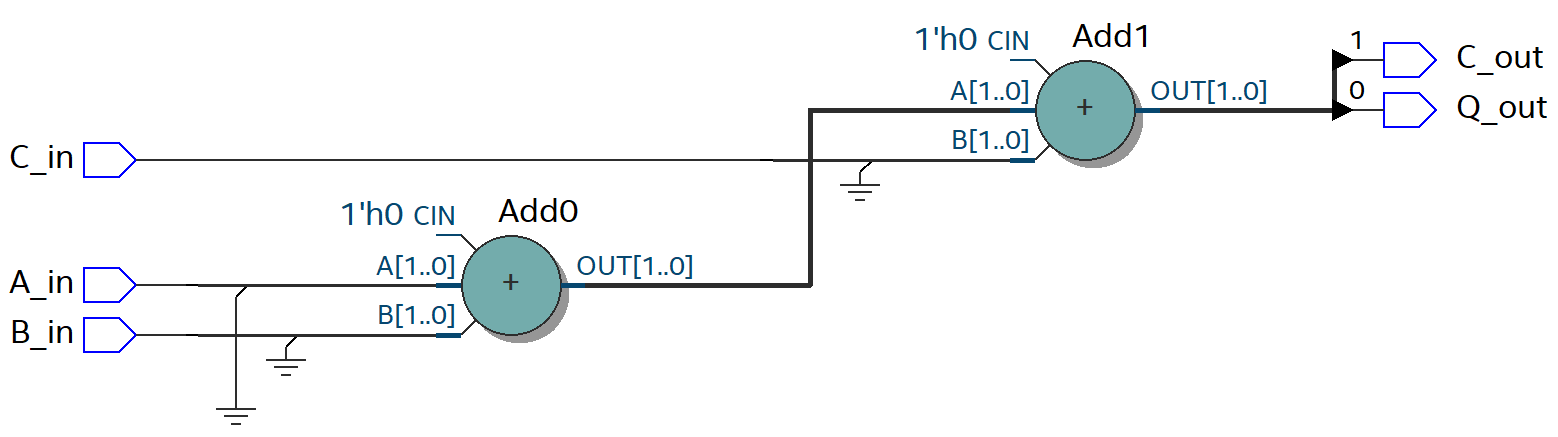 1'h0 CIN
Add1
1
C_out
A[1..0]
OUT[1..0]
0
Q_out
+
B[1..0]
C_in
1'h0 CIN
Add0
A[1..0]
OUT[1..0]
A_in
+
B[1..0]
B_in